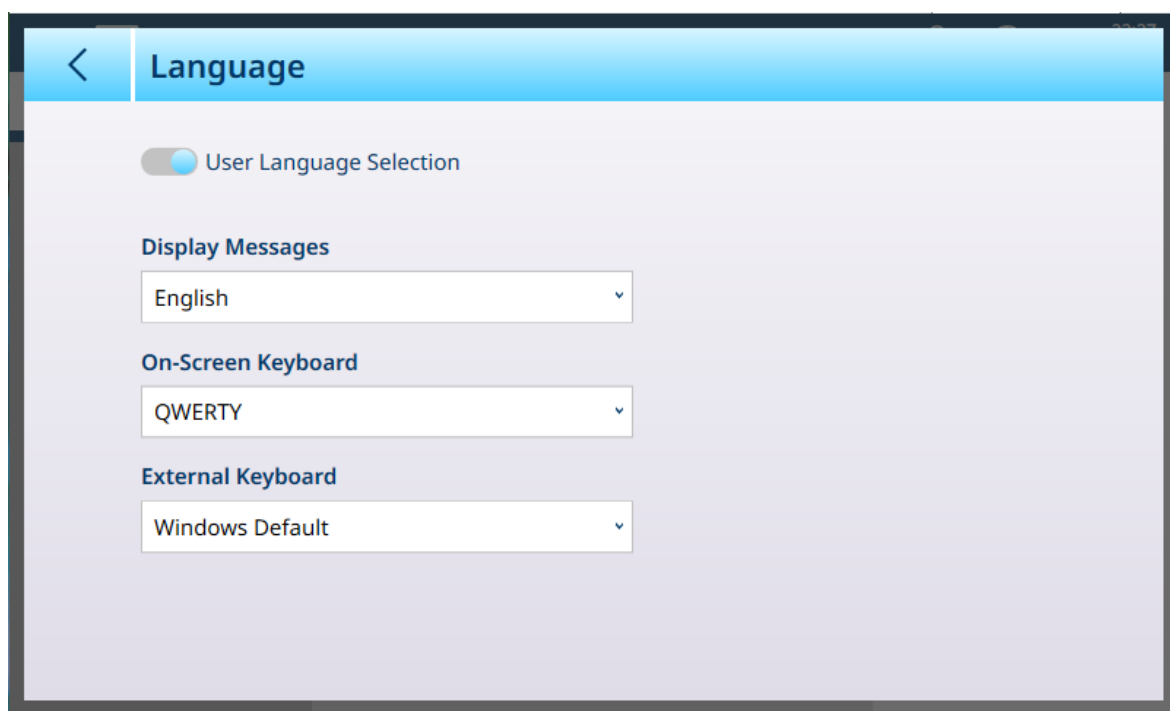 Language
User Language Selection
Display Messages
English
On-Screen Keyboard
QWERTY
External Keyboard
Windows Default